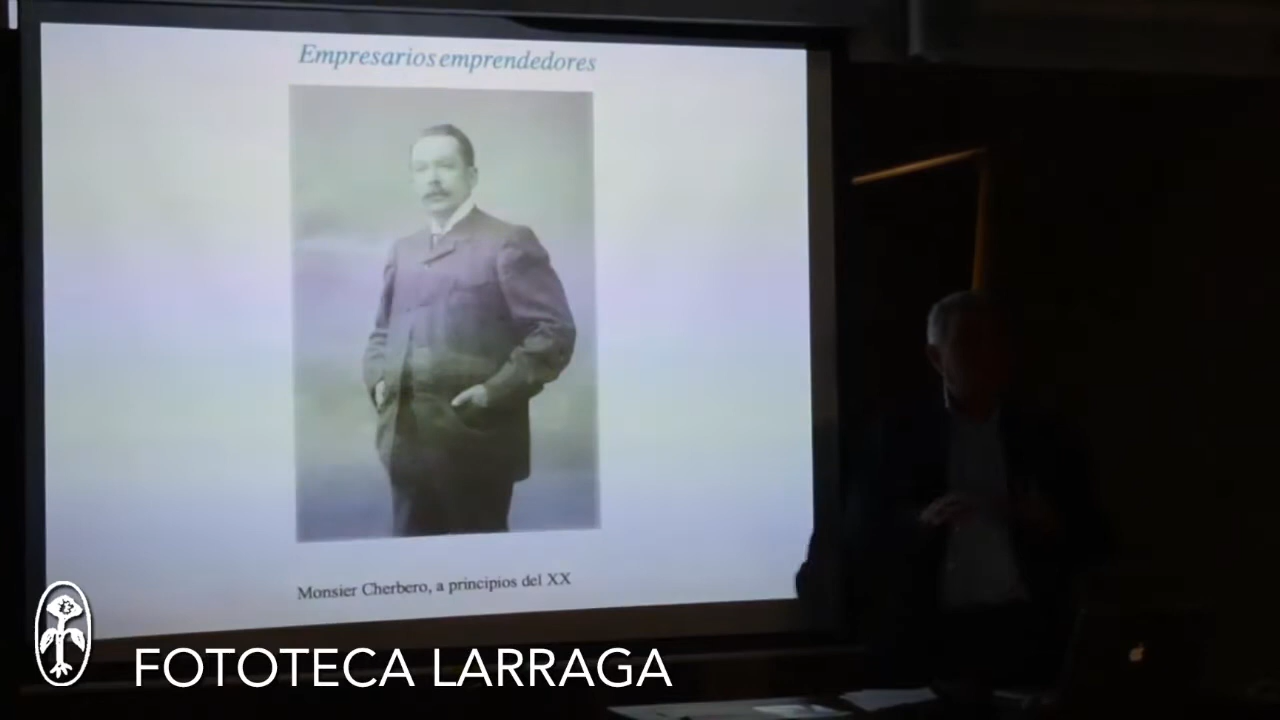 Empresarios emprendedores
Monsier Cherbero, a principios del XX
FOTOTECA LARRAGA